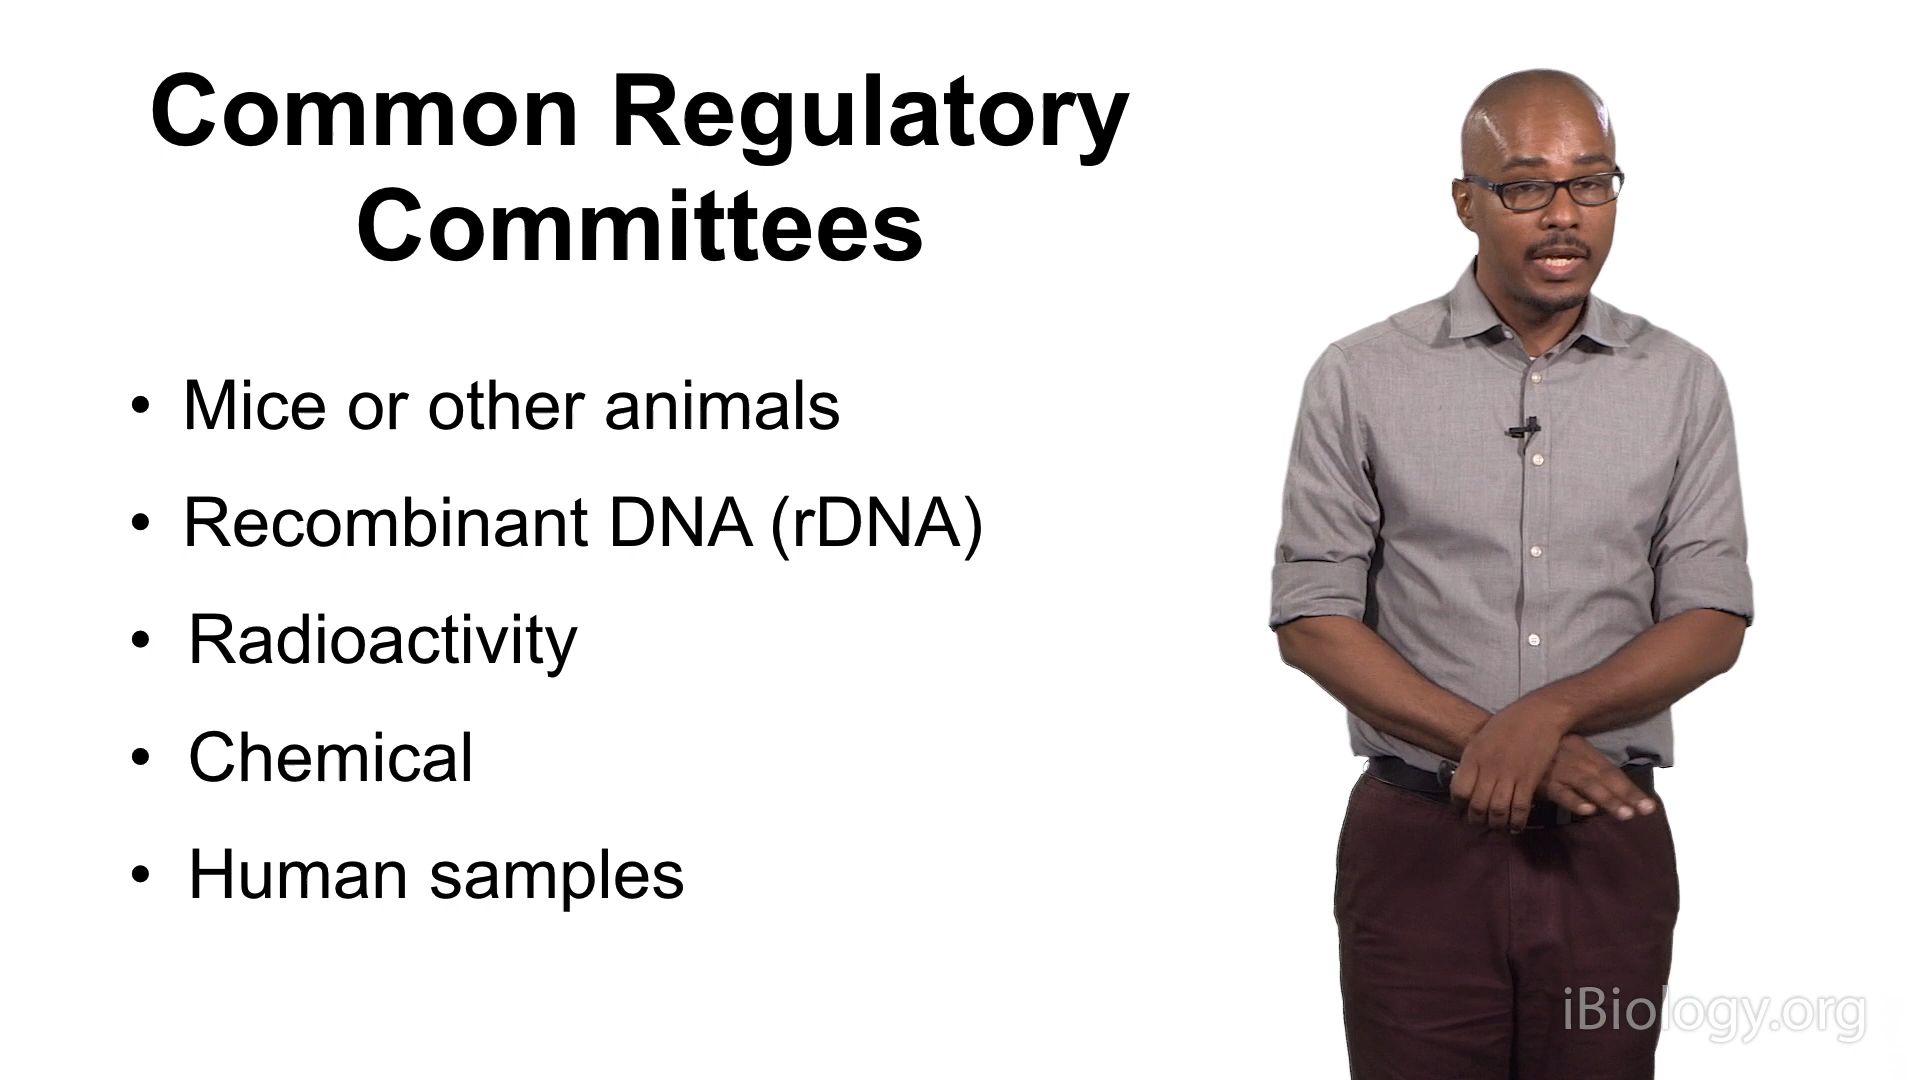 Common Regulatory
Committees
• Mice or other animals
• Recombinant DNA (rDNA)
• Radioactivity
• Chemical
• Human samples
iBiology.org